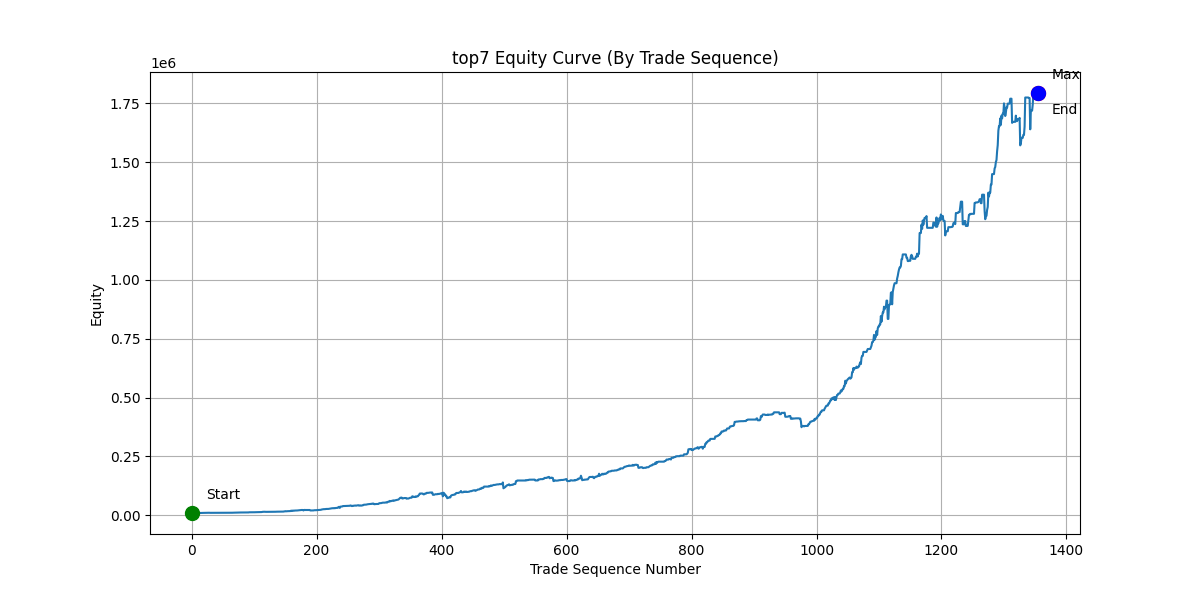 top7 Equity Curve (By Trade Sequence)
1e6
Max
1.75
End
1.50
1.25
1.00
0.75
0.50
0.25
0.00
Equity
Start
0 200 400 600 800 1000 1200 1400
Trade Sequence Number